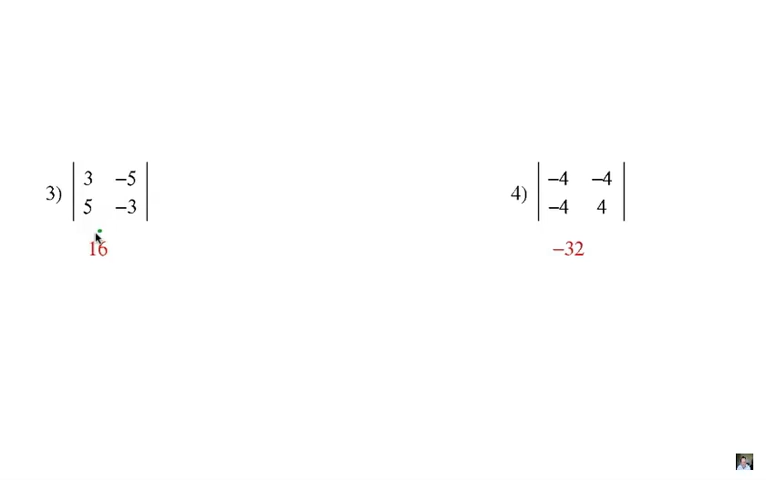 3) | 3 −5 |
| 5 −3 |
16
4) | −4 −4 |
| −4 4 |
−32